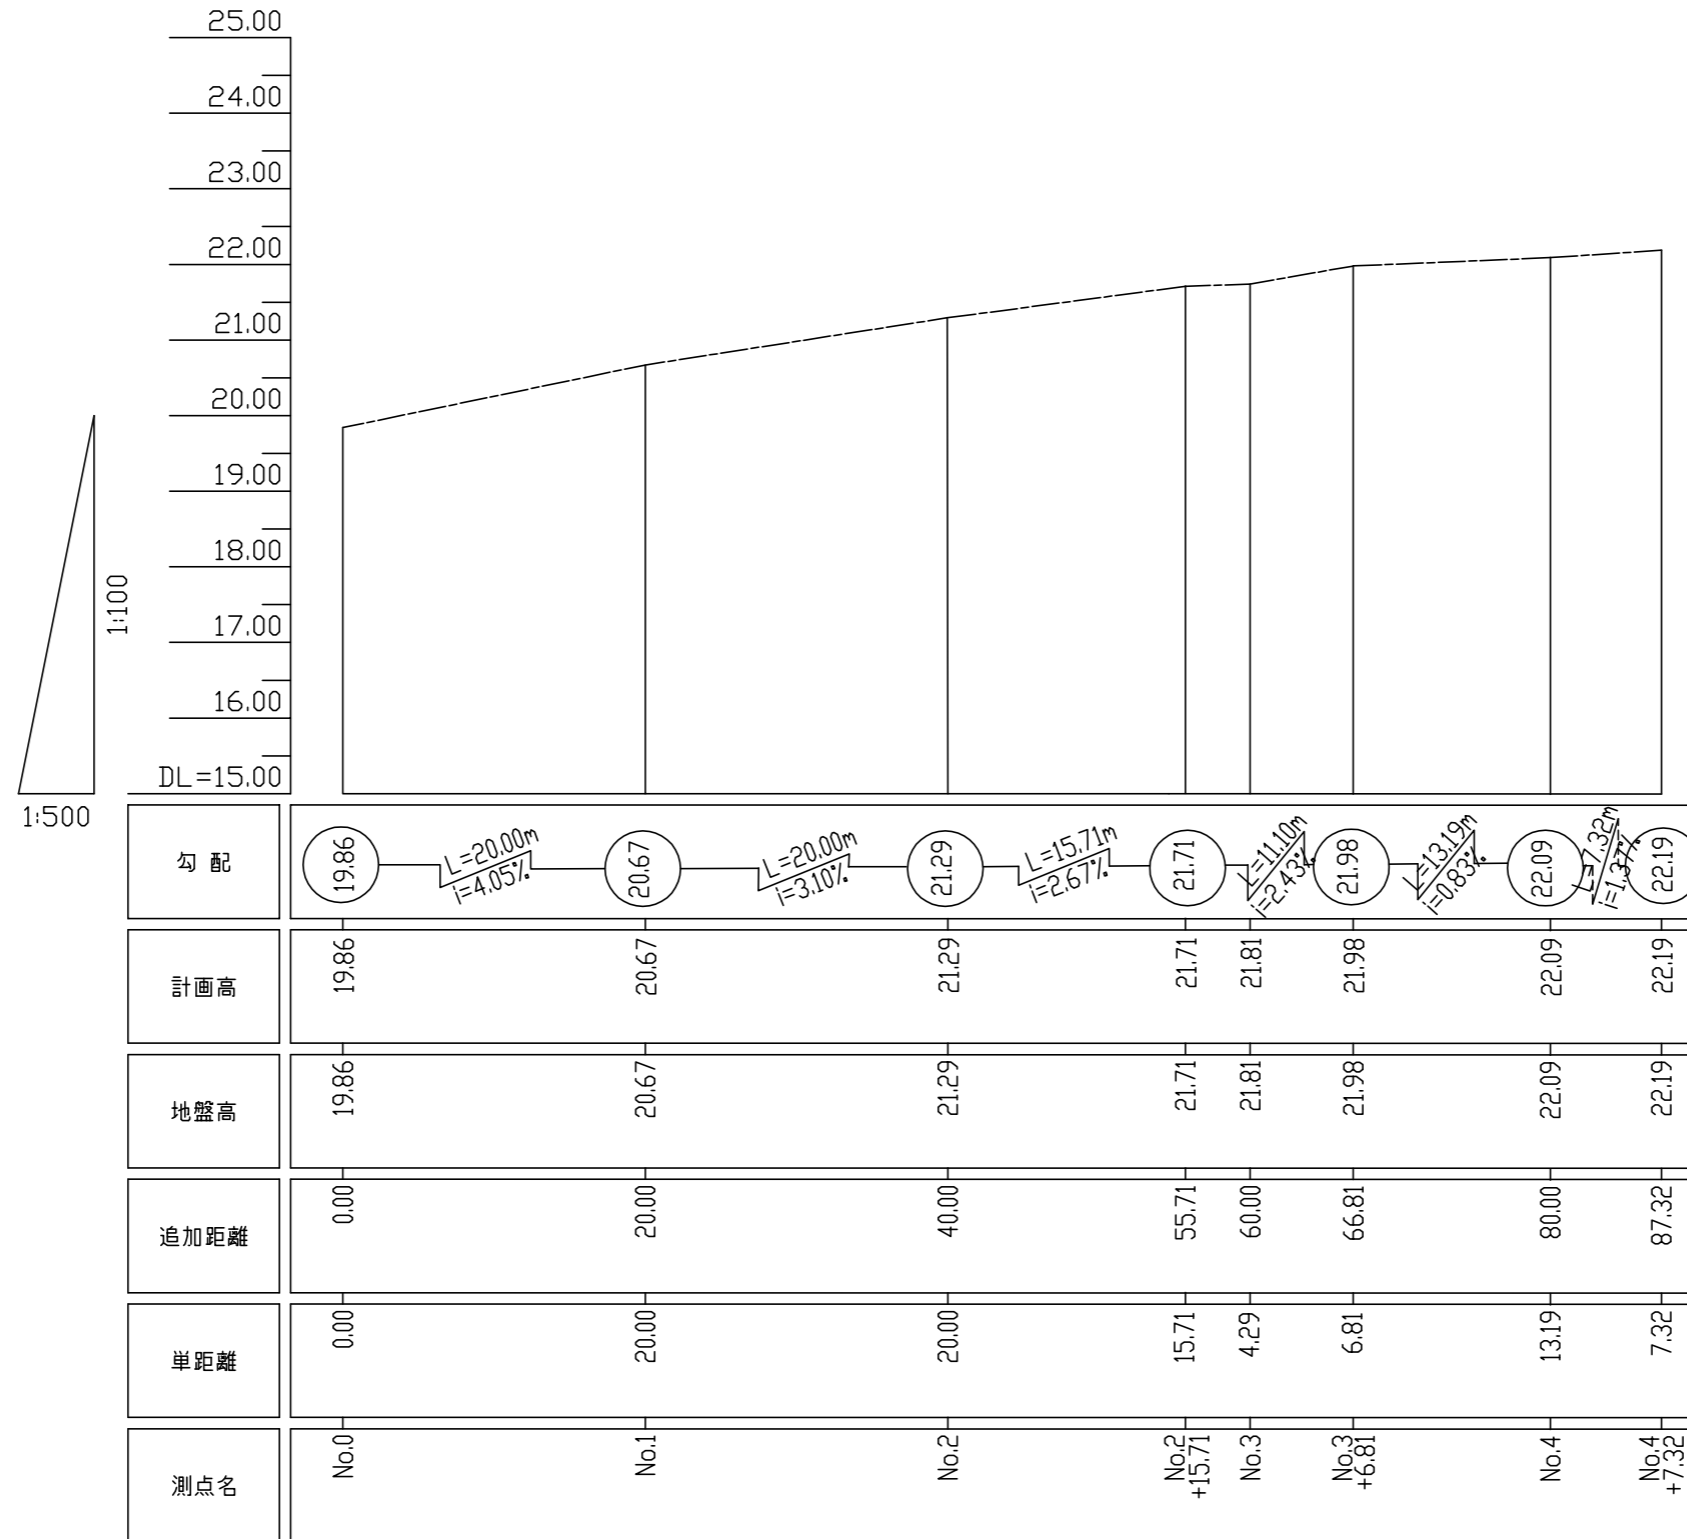 25.00
24.00
23.00
22.00
21.00
20.00
19.00
18.00
17.00
16.00
DL=15.00
1:100
1:500
勾 配
19.86
L=20.00m
i=4.05%
20.67
L=20.00m
i=3.10%
21.29
L=15.71m
i=2.67%
21.71
L=11.10m
i=2.43%
21.98
L=13.19m
i=0.83%
22.09
L=7.32m
i=1.37%
22.19
計画高
19.86
20.67
21.29
21.71
21.81
21.98
22.09
22.19
地盤高
19.86
20.67
21.29
21.71
21.81
21.98
22.09
22.19
追加距離
0.00
20.00
40.00
55.71
60.00
66.81
80.00
87.32
単距離
0.00
20.00
20.00
15.71
4.29
6.81
13.19
7.32
測点名
No.0
No.1
No.2
No.2
+15.71
No.3
No.3
+6.81
No.4
No.4
+7.32